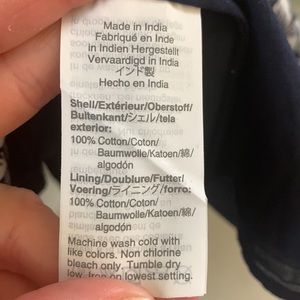 Made in India
Fabriqué en Inde
in Indien Hergestellt
Vervaardigd in India
インド製
Hecho en Inde
Shell/Extérieur/Oberstoff/
Buitenkant/シェル/tela
exterior:
100% Cotton/Coton/
Baumwolle/Katoen/綿/
algodón
Lining/Doublure/Futter/
Voering/ライニング/forro:
100% Cotton/Coton/
Baumwolle/Katoen/綿/
algodón
Machine wash cold with
like colors. Non chlorine
bleach only. Tumble dry
low. Iron on lowest setting.